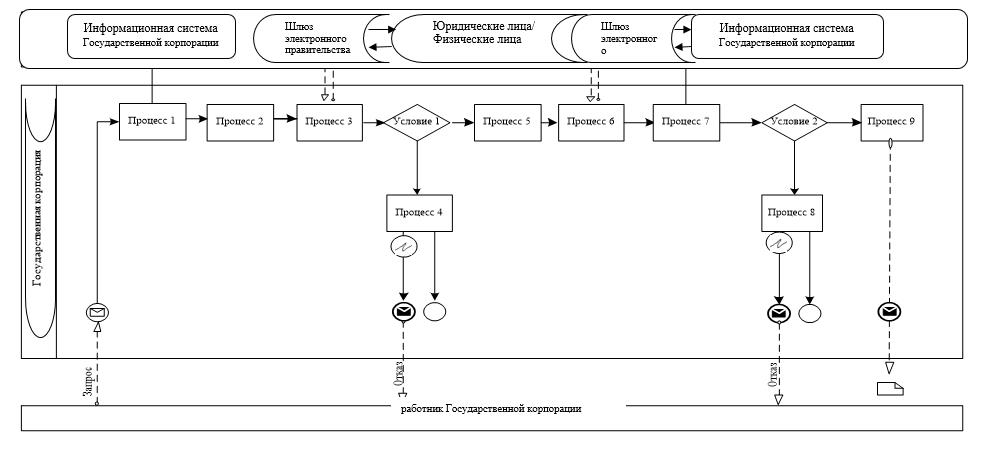 Информационная система
Государственной корпорации
Шлюз
электронного
правительства
Юридические лица/
Физические лица
Шлюз
электронног
о
Информационная система
Государственной корпорации
Государственная корпорация
Процесс 1
Процесс 2
Процесс 3
Условие 1
Процесс 5
Процесс 6
Процесс 7
Условие 2
Процесс 9
Процесс 4
Процесс 8
Запрос
Отказ
Отказ
работник Государственной корпорации